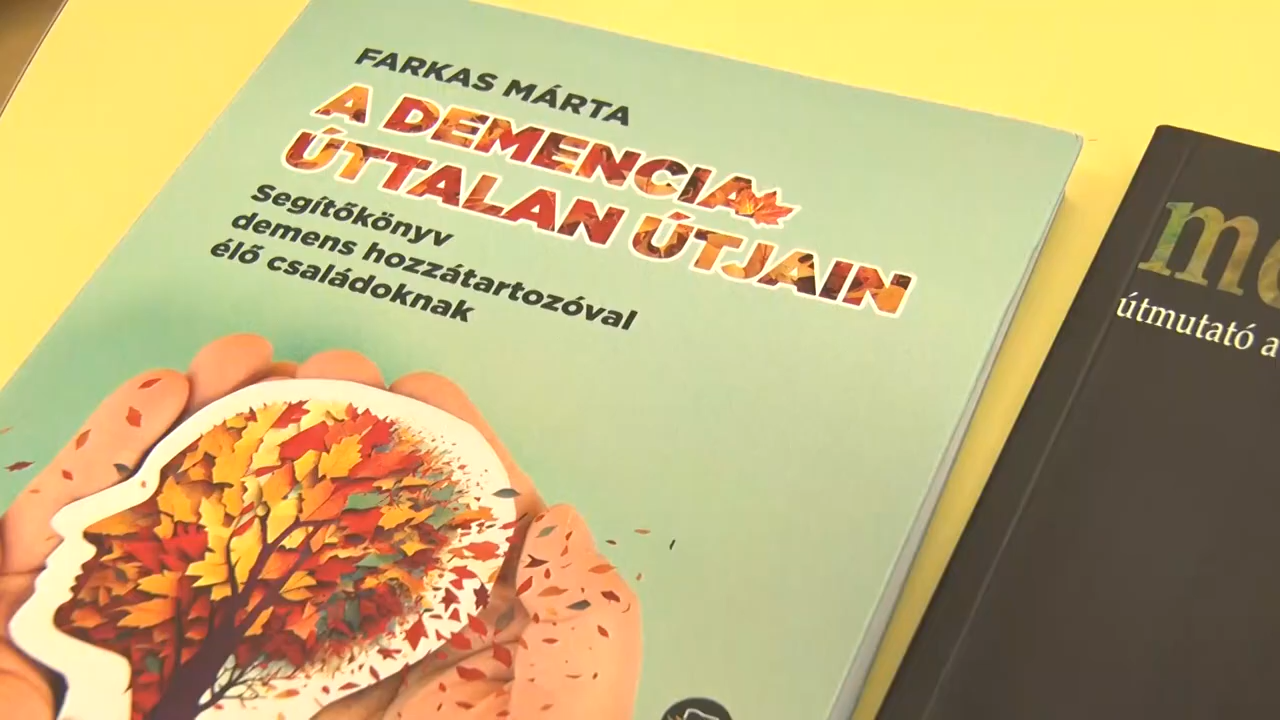 FARKAS MÁRTA
A DEMENCIA
ÚTTALAN ÚTJAIN
Segítőkönyv
demens hozzátartozóval
élő családoknak
útmutató a